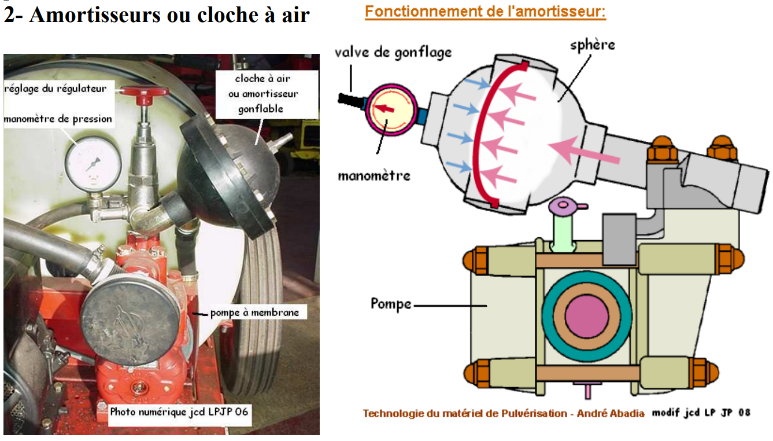 2- Amortisseurs ou cloche à air
réglage du régulateur
manomètre de pression
cloche à air
ou amortisseur
gonflable
pompe à membrane
Photo numérique jcd LPJP 06
Fonctionnement de l'amortisseur:
valve de gonflage
sphère
manomètre
Pompe
Technologie du matériel de Pulvérisation - André Abadia modif jcd LP JP 08